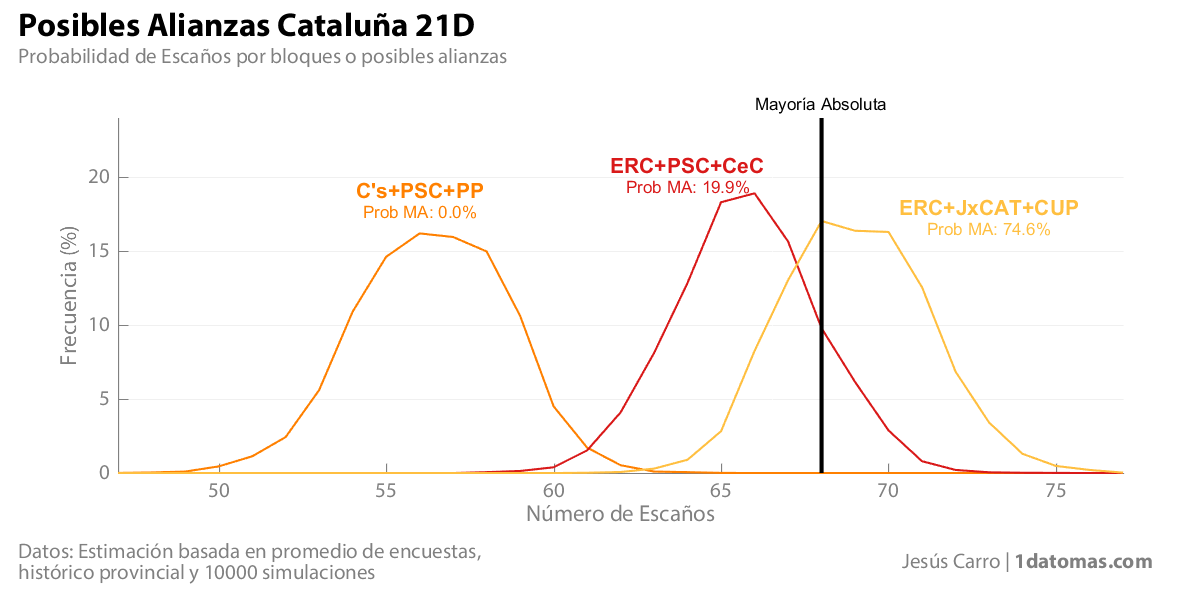 Posibles Alianzas Cataluña 21D
Probabilidad de Escaños por bloques o posibles alianzas
Mayoría Absoluta
ERC+PSC+CeC
Prob MA: 19.9%
C's+PSC+PP
Prob MA: 0.0%
ERC+JxCAT+CUP
Prob MA: 74.6%
Frecuencia (%)
20
15
10
5
0
50 55 60 65 70 75
Número de Escaños
Datos: Estimación basada en promedio de encuestas,
histórico provincial y 10000 simulaciones
Jesús Carro | 1datomas.com